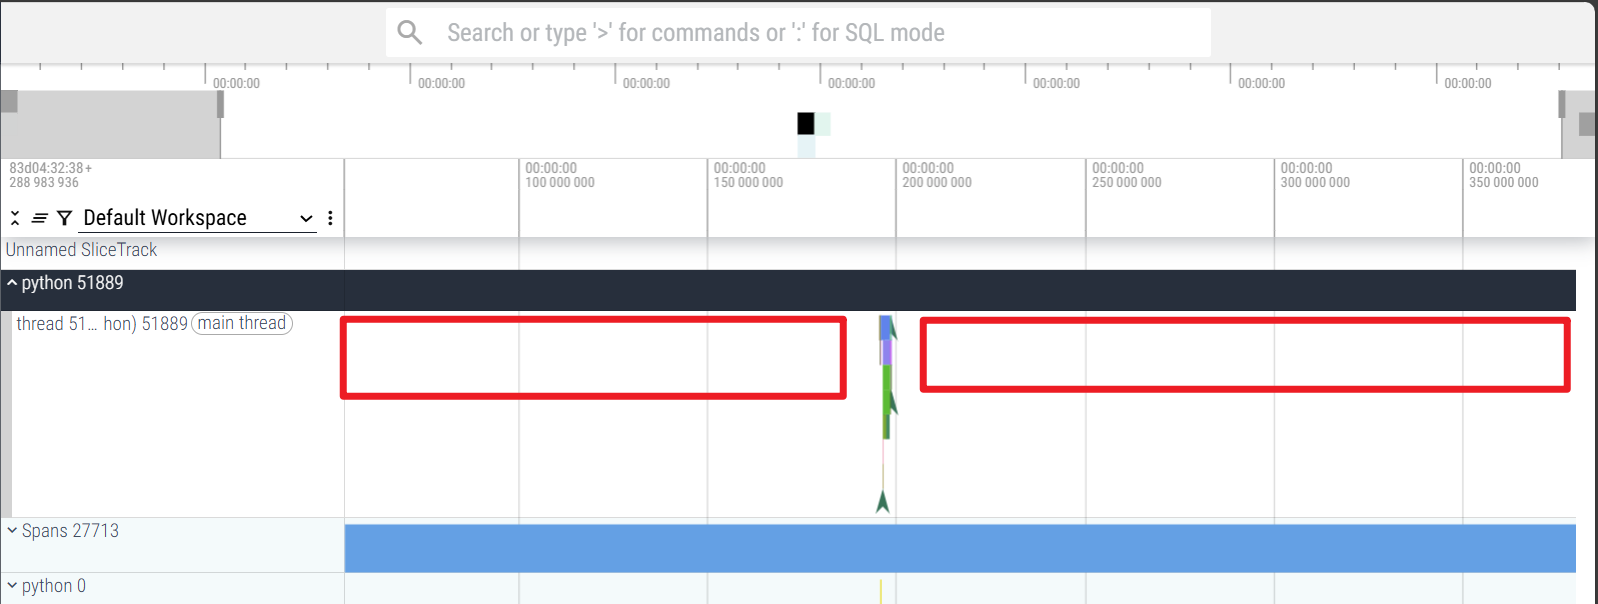 Search or type '>' for commands or ':' for SQL mode
00:00:00 00:00:00 00:00:00 00:00:00 00:00:00 00:00:00 00:00:00
83d04:32:38+
288 983 936
00:00:00 00:00:00 00:00:00 00:00:00 00:00:00 00:00:00
100 000 000 150 000 000 200 000 000 250 000 000 300 000 000 350 000 000
Default Workspace
Unnamed SliceTrack
python 51889
thread 51... hon) 51889 main thread
Spans 27713
python 0